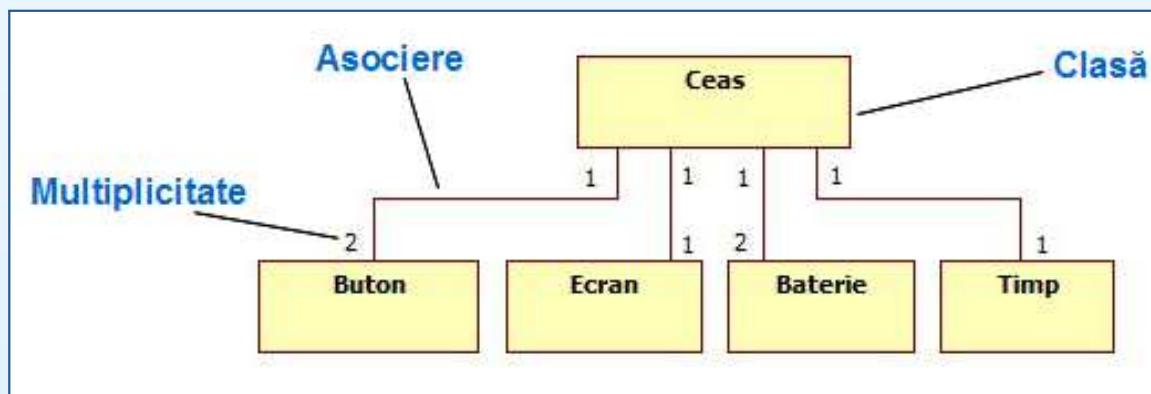 Asociere
Ceas
Clasă
1 1 1 1
Multiplicitate
2 1 2 1
Buton Ecran Baterie Timp